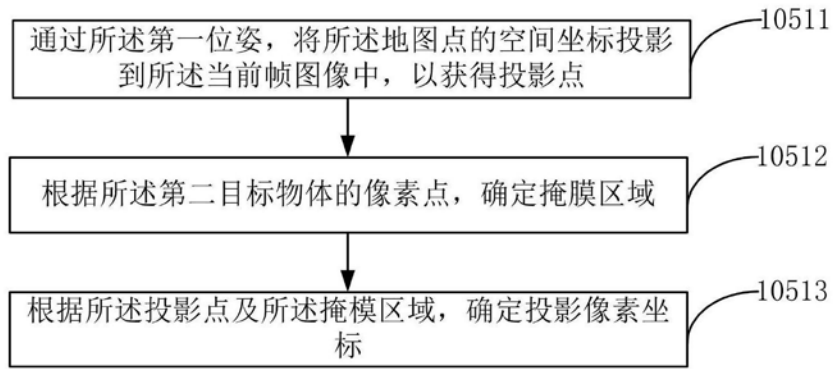 通过所述第一位姿，将所述地图点的空间坐标投影
到所述当前帧图像中，以获得投影点
10511
根据所述第二目标物体的像素点，确定掩膜区域
10512
根据所述投影点及所述掩模区域，确定投影像素坐
标
10513